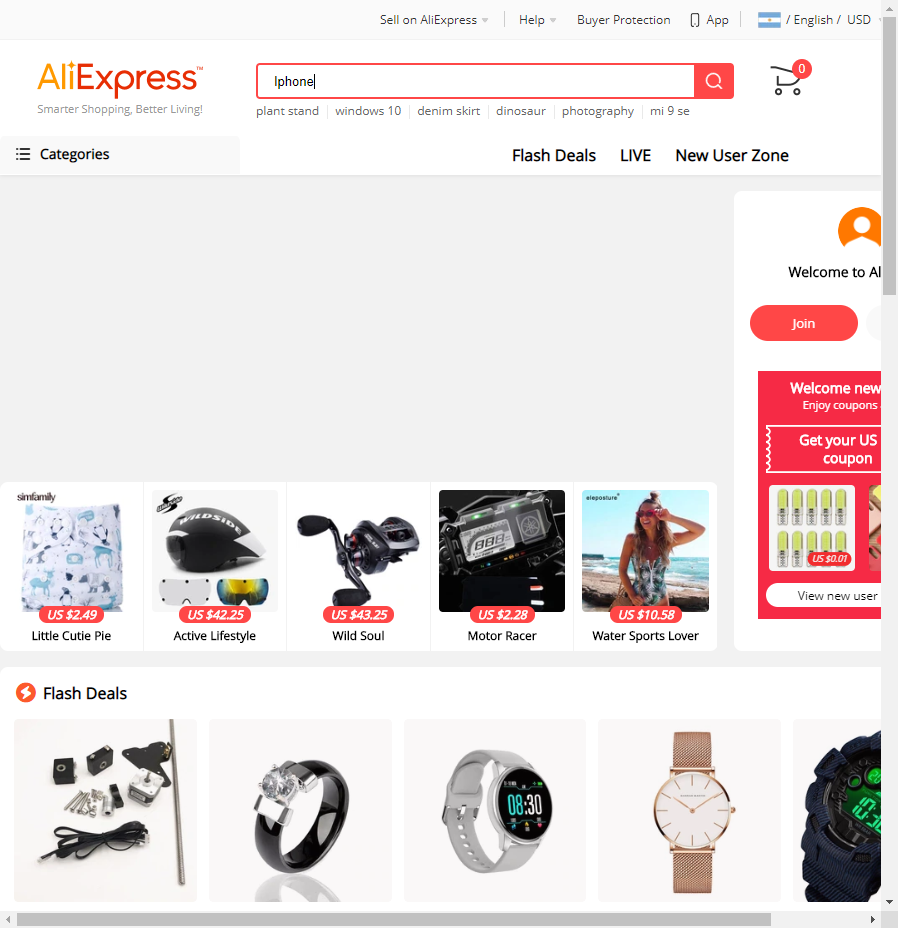 Sell on AliExpress
Help
Buyer Protection
App
/ English / USD
AliExpress™
Smarter Shopping, Better Living!
Iphone
0
plant stand
windows 10
denim skirt
dinosaur
photography
mi 9 se
Categories
Flash Deals
LIVE
New User Zone
Welcome to Al
Join
Welcome new
Enjoy coupons
Get your US
coupon
US $0.01
View new user
simfamily
WILDSIDE
eleposture
US $2.49
US $42.25
US $43.25
US $2.28
US $10.58
Little Cutie Pie
Active Lifestyle
Wild Soul
Motor Racer
Water Sports Lover
Flash Deals
08:30